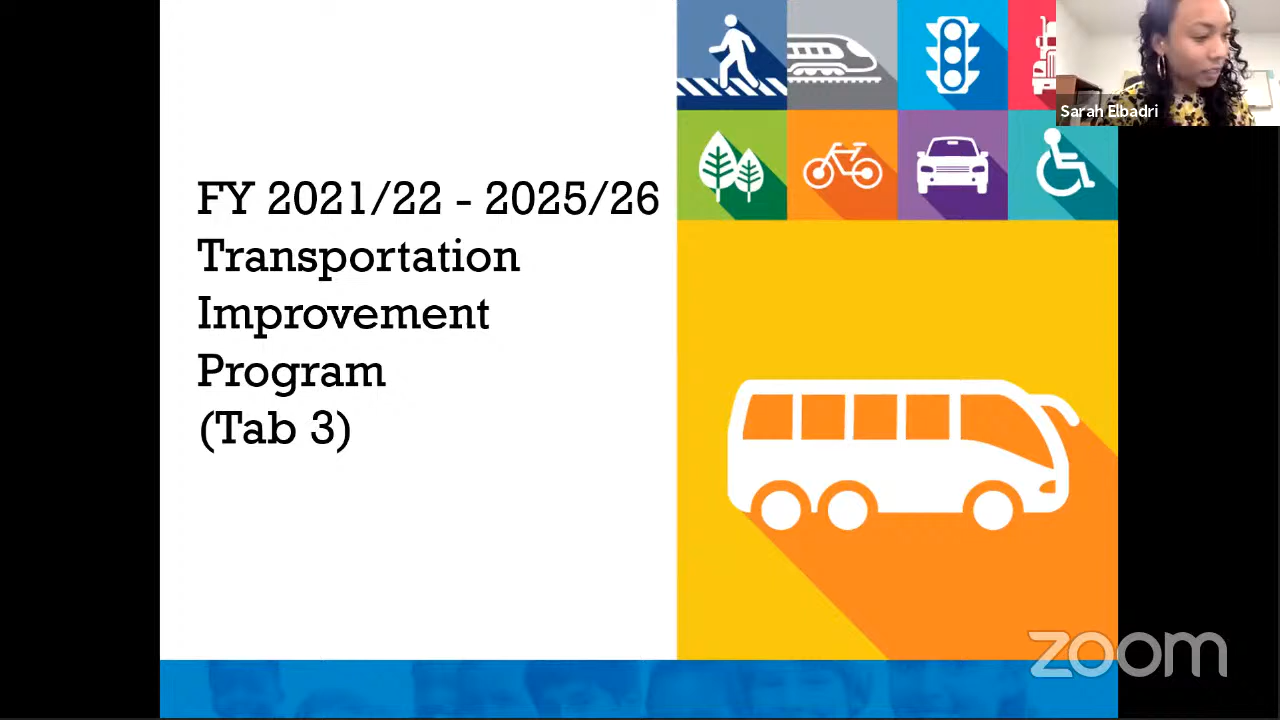 FY 2021/22 - 2025/26
Transportation
Improvement
Program
(Tab 3)
Sarah Elbadri
zoom